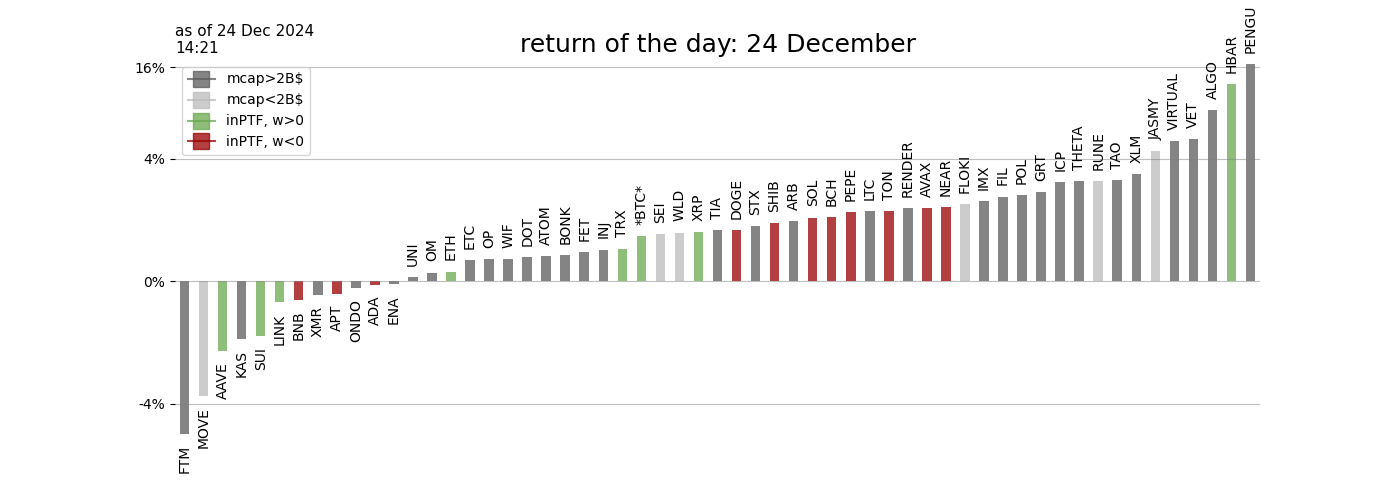 as of 24 Dec 2024
14:21
return of the day: 24 December
16%
4%
0%
-4%
mcap>2B$
mcap<2B$
inPTF, w>0
inPTF, w<0
FTM
MOVE
AAVE
KAS
SUI
LINK
BNB
XMR
APT
ONDO
ADA
ENA
UNI
OM
ETH
ETC
OP
WIF
DOT
ATOM
BONK
FET
INJ
TRX
*BTC*
SEI
WLD
XRP
TIA
DOGE
STX
SHIB
ARB
SOL
BCH
PEPE
LTC
TON
RENDER
AVAX
NEAR
FLOKI
IMX
FIL
POL
GRT
ICP
THETA
RUNE
TAO
XLM
JASMY
VIRTUAL
VET
ALGO
HBAR
PENGU